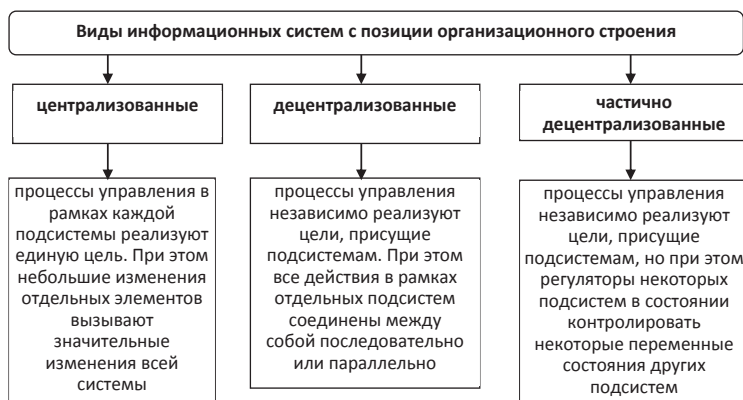 Виды информационных систем с позиции организационного строения
централизованные
децентрализованные
частично
децентрализованные
процессы управления в
рамках каждой
подсистемы реализуют
единую цель. При этом
небольшие изменения
отдельных элементов
вызывают
значительные
изменения всей
системы
процессы управления
независимо реализуют
цели, присущие
подсистемам. При этом
все действия в рамках
отдельных подсистем
соединены между
собой последовательно
или параллельно
процессы управления
независимо реализуют
цели, присущие
подсистемам, но при этом
регуляторы некоторых
подсистем в состоянии
контролировать
некоторые переменные
состояния других
подсистем